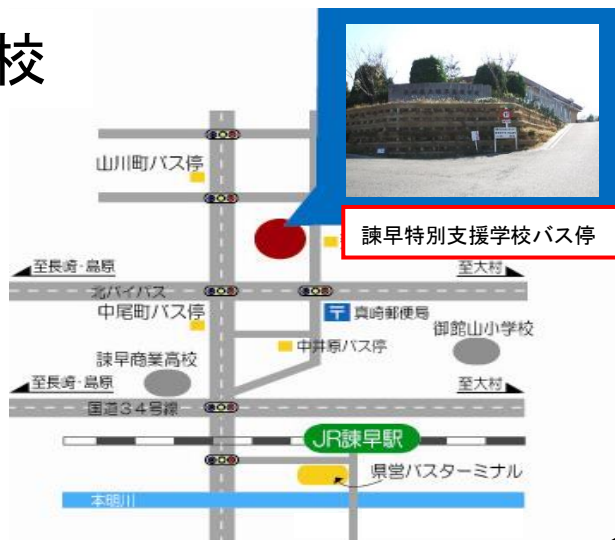 校
諫早特別支援学校バス停
山川町バス停
至長崎・島原
至大村
北バイパス
中尾町バス停
〒 真崎郵便局
御館山小学校
中井原バス停
諫早商業高校
至長崎・島原
至大村
国道34号線
JR諫早駅
県営バスターミナル
本明川